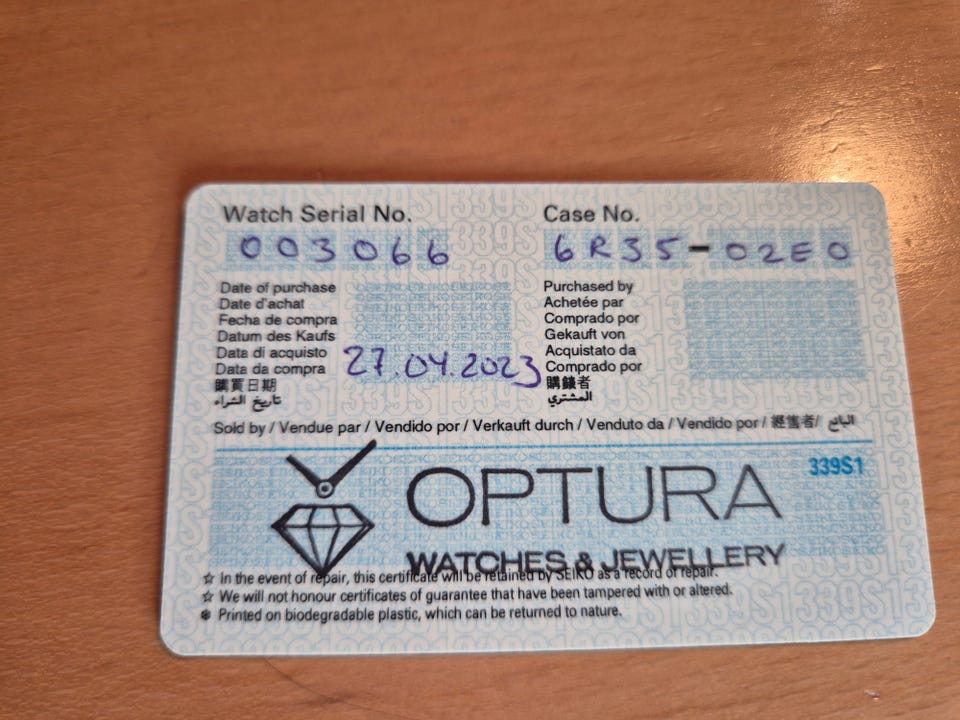 Watch Serial No.
003066
Case No.
6R35-02E0
Date of purchase
Date d'achat
Fecha de compra
Datum des Kaufs
Data di acquisto
Data da compra
購買日期
تاريخ الشراء
27.04.2023
Purchased by
Achetée par
Comprado por
Gekauft von
Acquistato da
Comprado por
購錶者
المشتري
Sold by / Vendue par / Vendido por / Verkauft durch / Venduto da / Vendido por / 經售者/ البائع
339S1
OPTURA
WATCHES & JEWELLERY
☆ In the event of repair, this certificate will be retained by SEIKO as a record of repair.
☆ We will not honour certificates of guarantee that have been tampered with or altered.
❄ Printed on biodegradable plastic, which can be returned to nature.